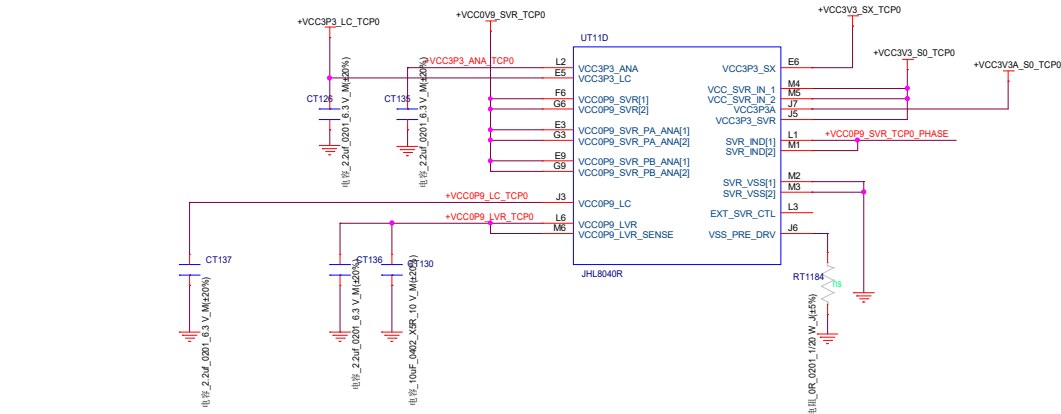 +VCC3P3_LC_TCP0
+VCC0V9_SVR_TCP0
+VCC3V3_SX_TCP0
+VCC3V3_S0_TCP0
+VCC3V3A_S0_TCP0
UT11D
+VCC3P3_ANA_TCP0
L2
VCC3P3_ANA
E5
VCC3P3_LC
F6
VCC0P9_SVR[1]
G6
VCC0P9_SVR[2]
E3
VCC0P9_SVR_PA_ANA[1]
G3
VCC0P9_SVR_PA_ANA[2]
E9
VCC0P9_SVR_PB_ANA[1]
G9
VCC0P9_SVR_PB_ANA[2]
+VCC0P9_LC_TCP0
J3
VCC0P9_LC
+VCC0P9_LVR_TCP0
L6
VCC0P9_LVR
M6
VCC0P9_LVR_SENSE
VCC3P3_SX
E6
VCC_SVR_IN_1
M4
VCC_SVR_IN_2
M5
VCC3P3A
J7
VCC3P3_SVR
J5
SVR_IND[1]
L1
+VCC0P9_SVR_TCP0_PHASE
SVR_IND[2]
M1
SVR_VSS[1]
M2
SVR_VSS[2]
M3
EXT_SVR_CTL
L3
VSS_PRE_DRV
J6
JHL8040R
CT126
电容_2.2uf_0201_6.3 V_M(±20%)
CT135
电容_2.2uf_0201_6.3 V_M(±20%)
CT137
电容_2.2uf_0201_6.3 V_M(±20%)
CT136
电容_2.2uf_0201_6.3 V_M(±20%)
CT130
电容_10uF_0402_X5R_10 V_M(±20%)
RT1184
ns
电阻_0R_0201_1/20 W_J(±5%)